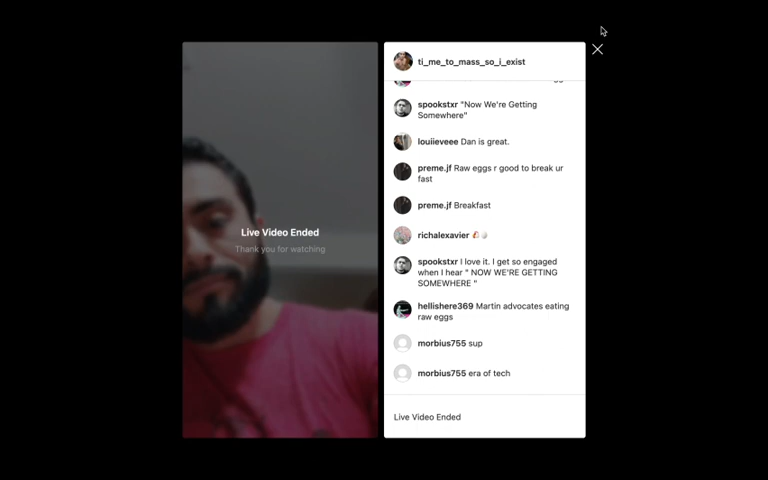 ti_me_to_mass_so_i_exist
spookstxr "Now We're Getting
Somewhere"
louiieveee Dan is great.
preme.jf Raw eggs r good to break ur
fast
preme.jf Breakfast
richalexavier
Live Video Ended
Thank you for watching
spookstxr I love it. I get so engaged
when I hear " NOW WE'RE GETTING
SOMEWHERE "
hellishere369 Martin advocates eating
raw eggs
morbius755 sup
morbius755 era of tech
Live Video Ended